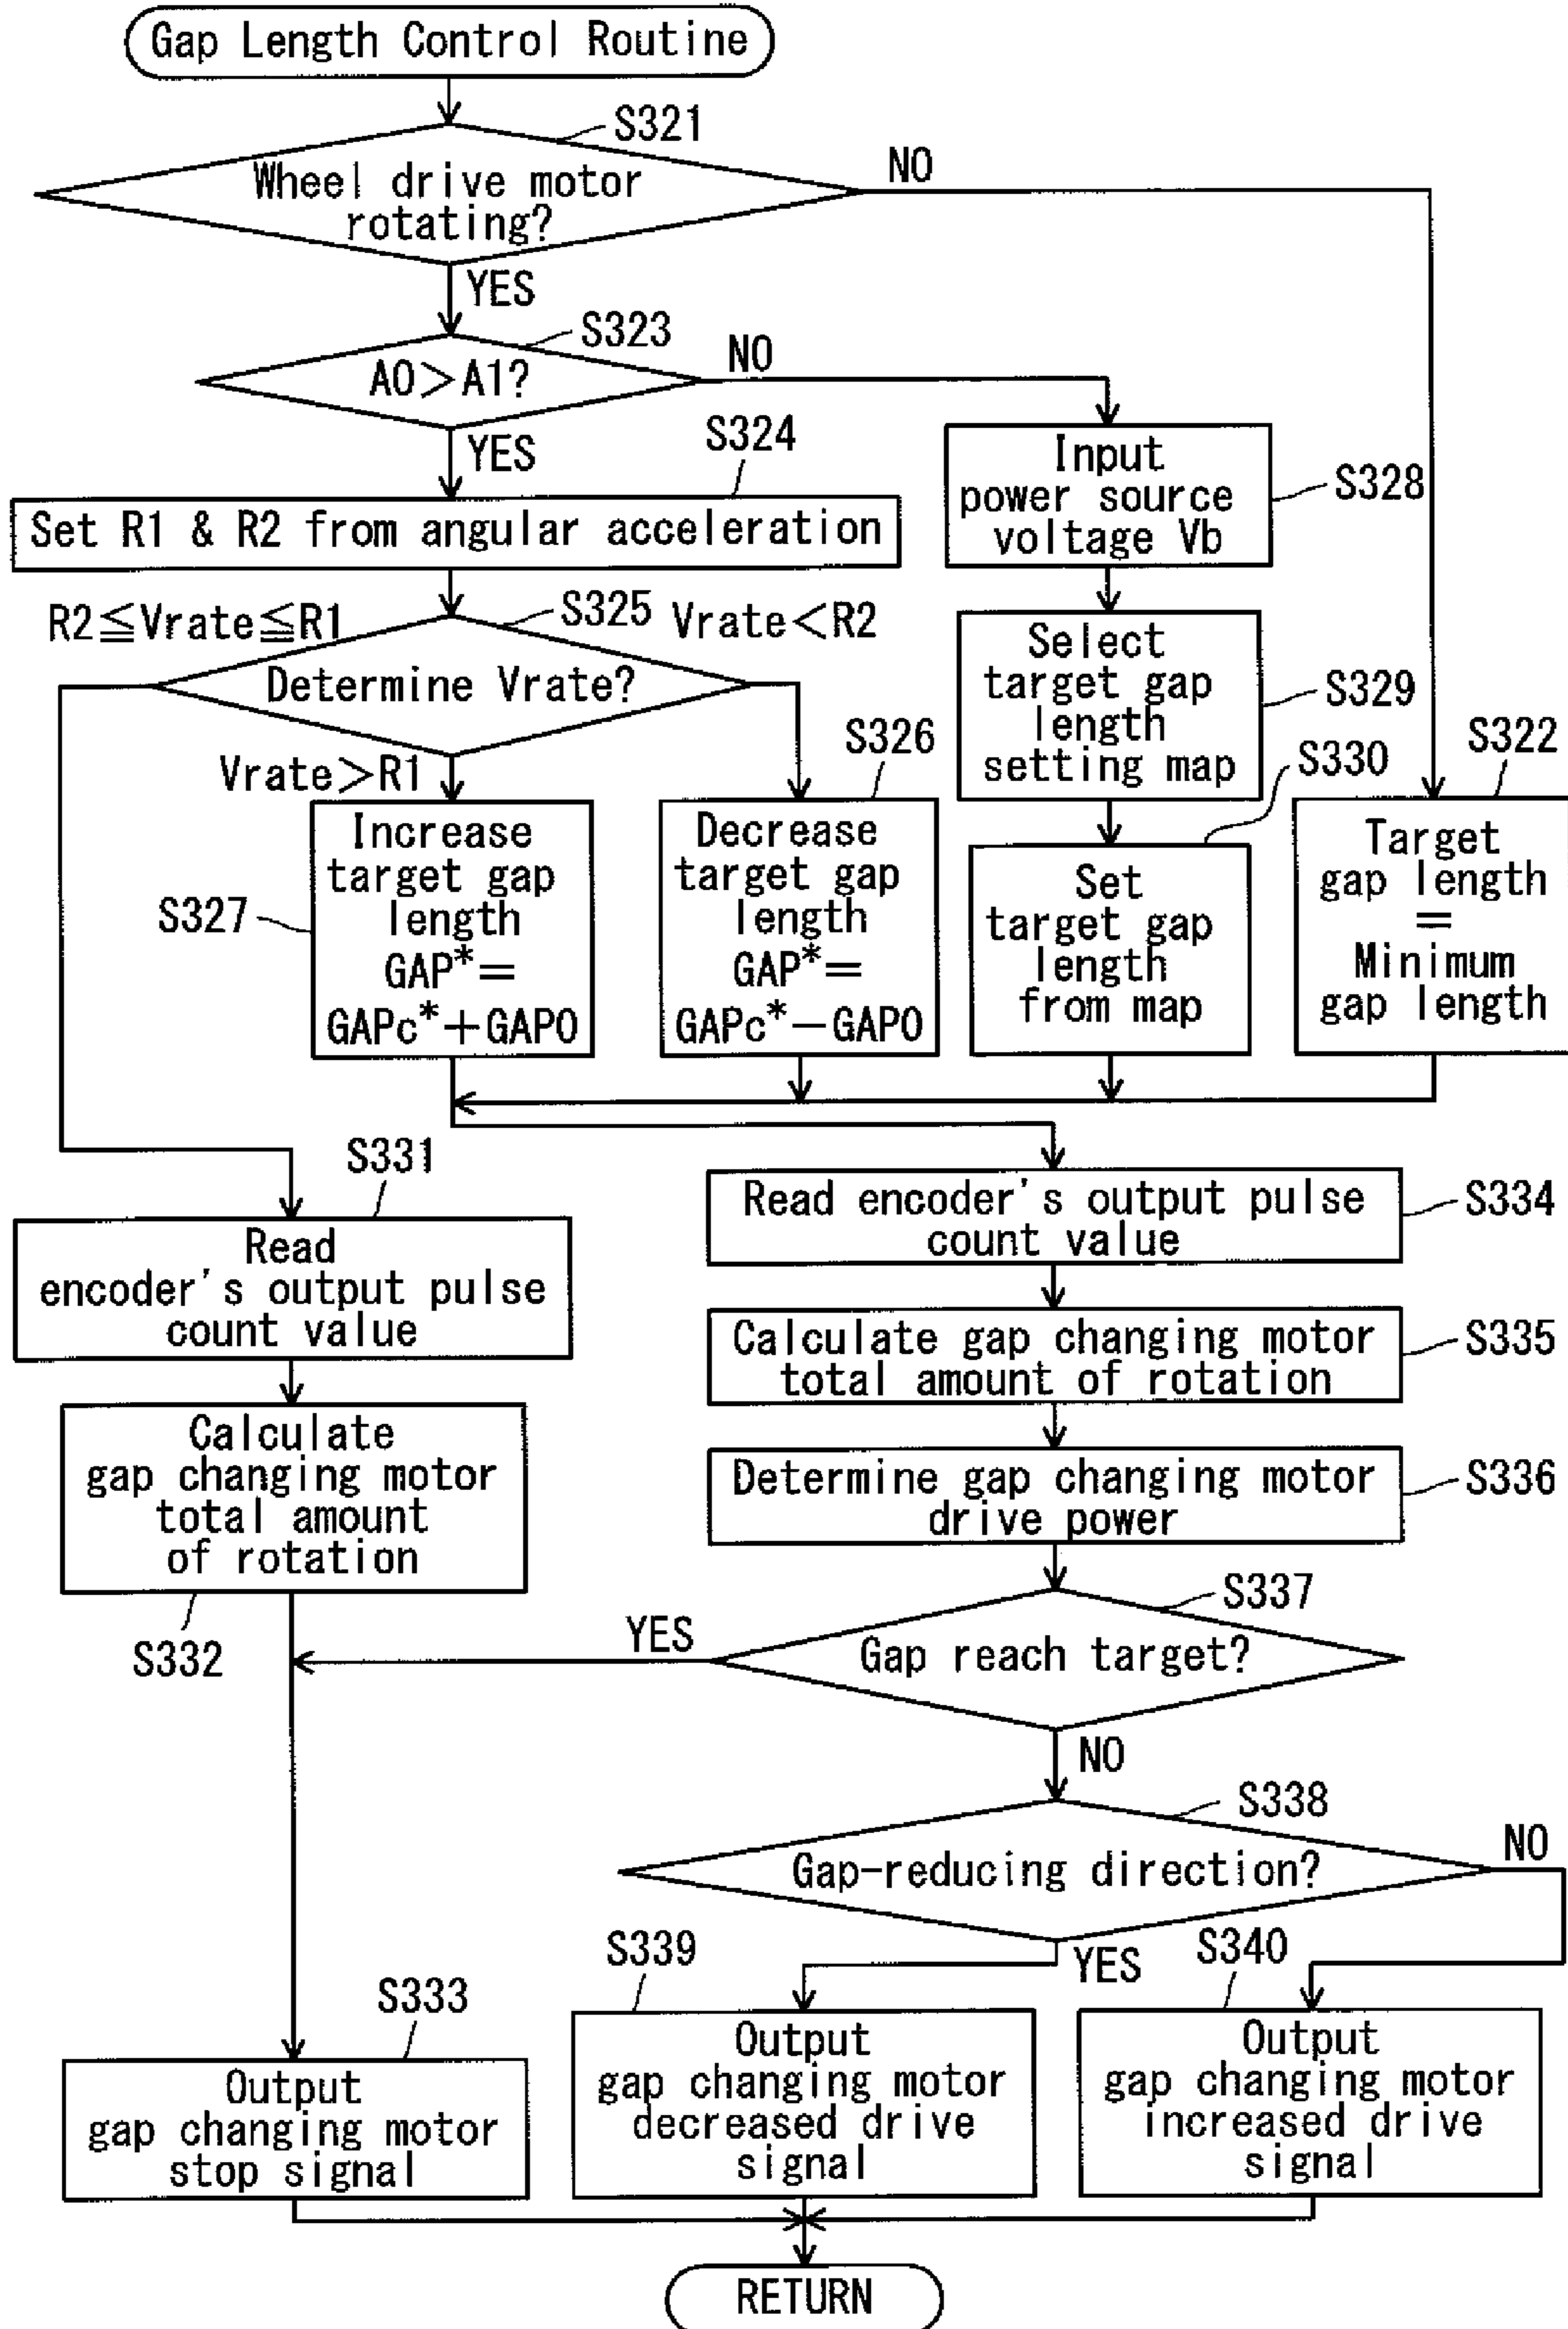 Gap Length Control Routine
S321
Wheel drive motor
rotating?
NO
YES
S323
A0>A1?
NO
YES
S324
Set R1 & R2 from angular acceleration
Input
power source
voltage Vb
S328
R2≦Vrate≦R1
S325
Vrate<R2
Determine Vrate?
Vrate>R1
Select
target gap
length
setting map
S329
S326
S330
S322
S327
Increase
target gap
length
GAP*=
GAPc*+GAP0
Decrease
target gap
length
GAP*=
GAPc*-GAP0
Set
target gap
length
from map
Target
gap length
=
Minimum
gap length
S331
Read
encoder's output pulse
count value
Read encoder's output pulse
count value
S334
Calculate gap changing motor
total amount of rotation
S335
Calculate
gap changing motor
total amount
of rotation
S332
Determine gap changing motor
drive power
S336
S337
YES
Gap reach target?
NO
S338
Gap-reducing direction?
NO
YES
S339
S340
S333
Output
gap changing motor
stop signal
Output
gap changing motor
decreased drive
signal
Output
gap changing motor
increased drive
signal
RETURN